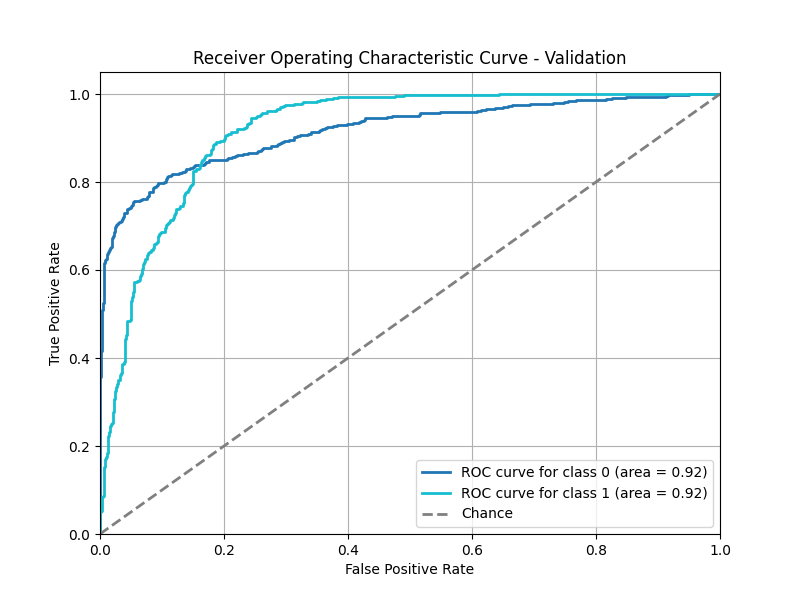 Receiver Operating Characteristic Curve - Validation
True Positive Rate
1.0
0.8
0.6
0.4
0.2
0.0
ROC curve for class 0 (area = 0.92)
ROC curve for class 1 (area = 0.92)
Chance
0.0 0.2 0.4 0.6 0.8 1.0
False Positive Rate